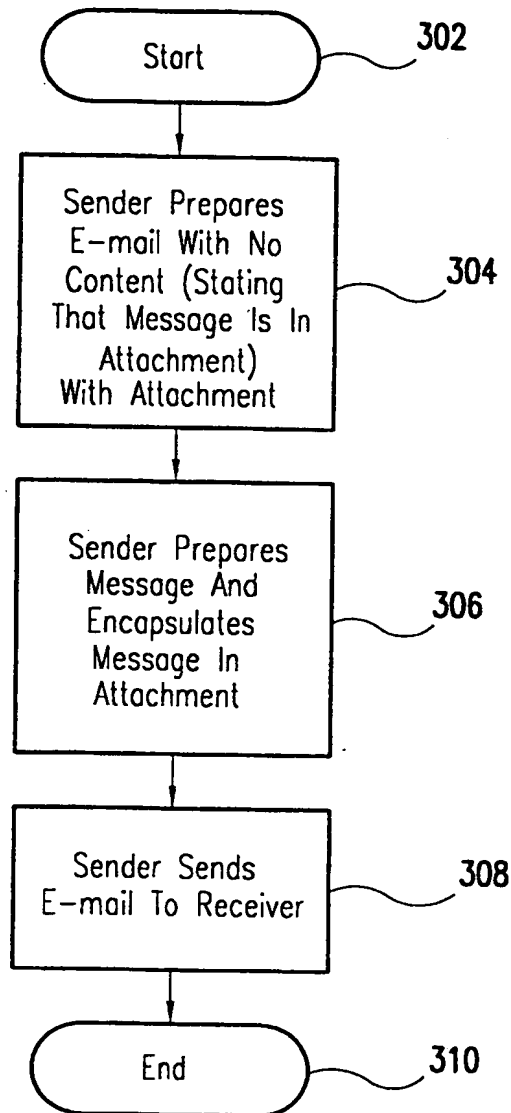 Start
302
Sender Prepares
E-mail With No
Content (Stating
That Message Is In
Attachment)
With Attachment
304
Sender Prepares
Message And
Encapsulates
Message In
Attachment
306
Sender Sends
E-mail To Receiver
308
End
310